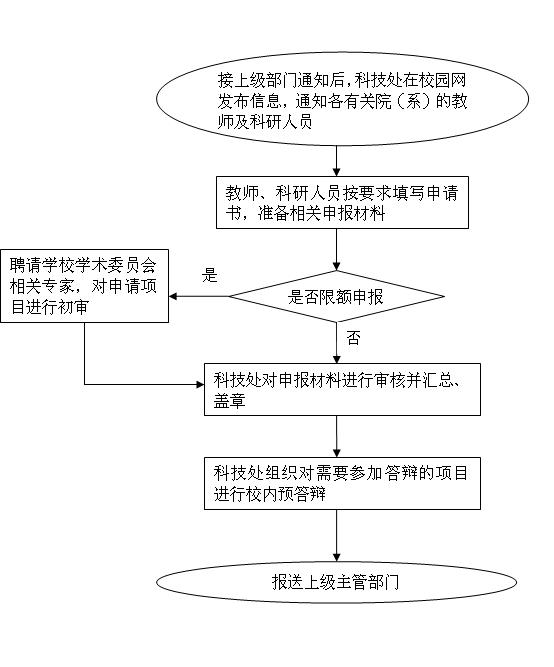 接上级部门通知后，科技处在校园网
发布信息，通知各有关院（系）的教
师及科研人员
教师、科研人员按要求填写申请
书，准备相关申报材料
聘请学校学术委员会
相关专家，对申请项
目进行初审
是
是否限额申报
否
科技处对申报材料进行审核并汇总、
盖章
科技处组织对需要参加答辩的项目
进行校内预答辩
报送上级主管部门